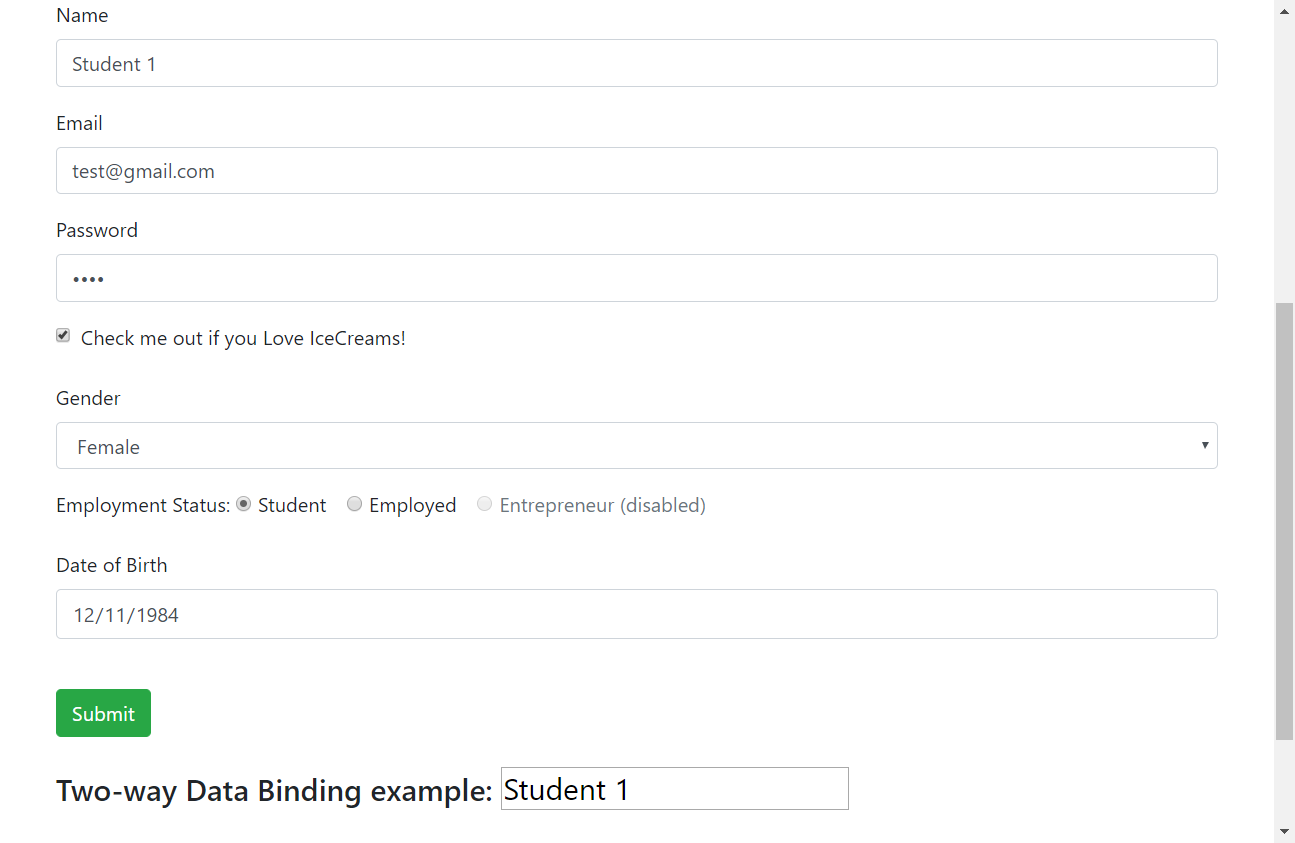 Name
Student 1
Email
test@gmail.com
Password
••••
Check me out if you Love IceCreams!
Gender
Female
Employment Status: Student Employed Entrepreneur (disabled)
Date of Birth
12/11/1984
Submit
Two-way Data Binding example: Student 1